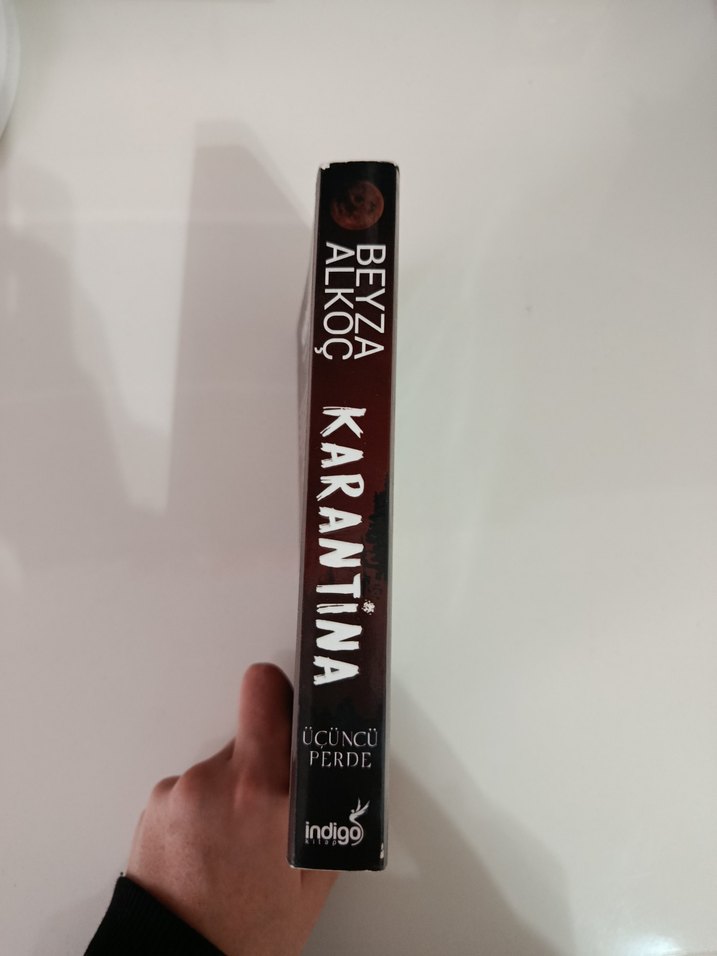 BEYZA
ALKOÇ
KARANTİNA
ÜÇÜNCÜ
PERDE
indigo
kitap